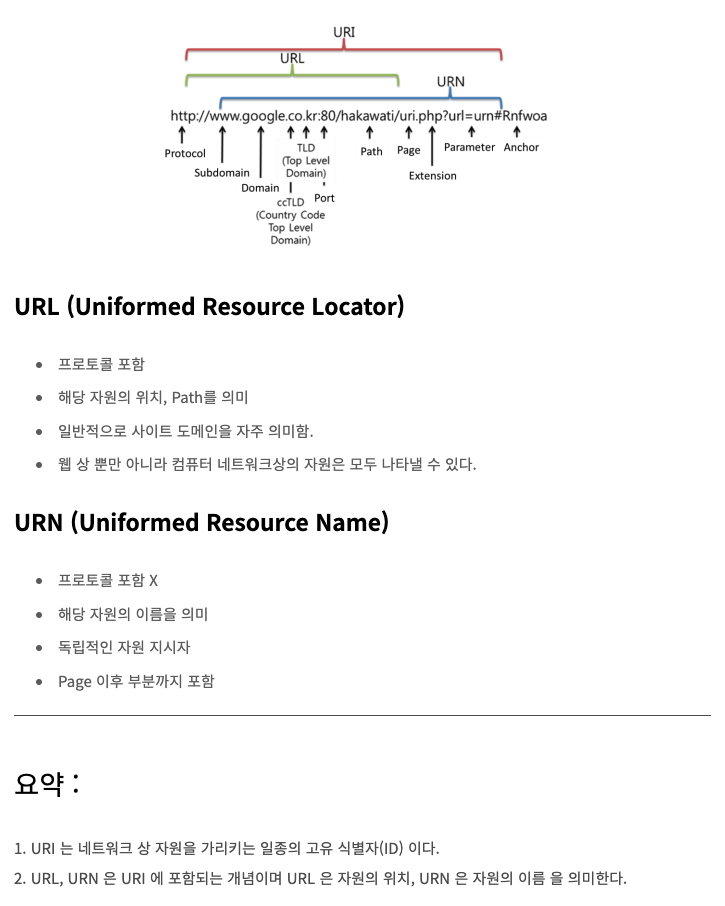 URI
URL
URN
http://www.google.co.kr:80/hakawati/uri.php?url=urn#Rnfwoa
Protocol
Subdomain
Domain
ccTLD
(Country Code
Top Level
Domain)
TLD
(Top Level
Domain)
Port
Path
Page
Extension
Parameter
Anchor
URL (Uniformed Resource Locator)
• 프로토콜 포함
• 해당 자원의 위치, Path를 의미
• 일반적으로 사이트 도메인을 자주 의미함.
• 웹 상 뿐만 아니라 컴퓨터 네트워크상의 자원은 모두 나타낼 수 있다.
URN (Uniformed Resource Name)
• 프로토콜 포함 X
• 해당 자원의 이름을 의미
• 독립적인 자원 지시자
• Page 이후 부분까지 포함
요약 :
1. URI 는 네트워크 상 자원을 가리키는 일종의 고유 식별자(ID) 이다.
2. URL, URN 은 URI 에 포함되는 개념이며 URL 은 자원의 위치, URN 은 자원의 이름 을 의미한다.